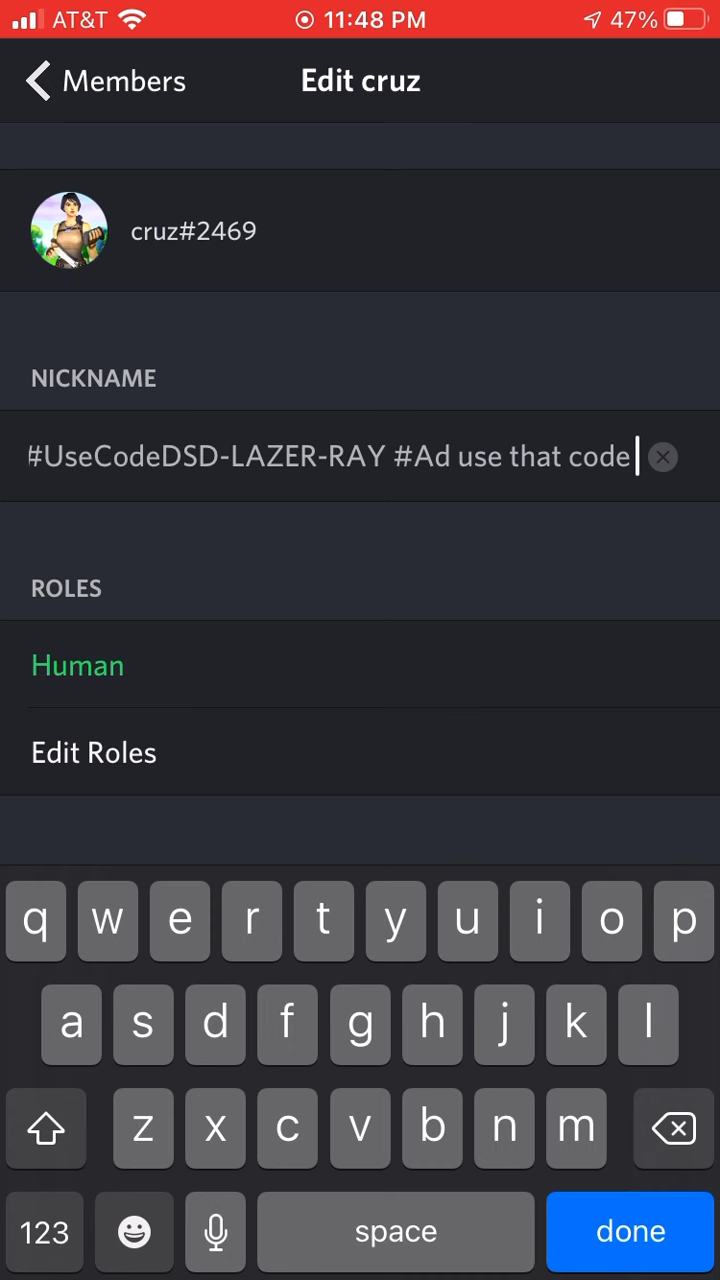 AT&T 11:48 PM 47%
Members Edit cruz
cruz#2469
NICKNAME
#UseCodeDSD-LAZER-RAY #Ad use that code
ROLES
Human
Edit Roles
q w e r t y u i o p
a s d f g h j k l
z x c v b n m
123 space done